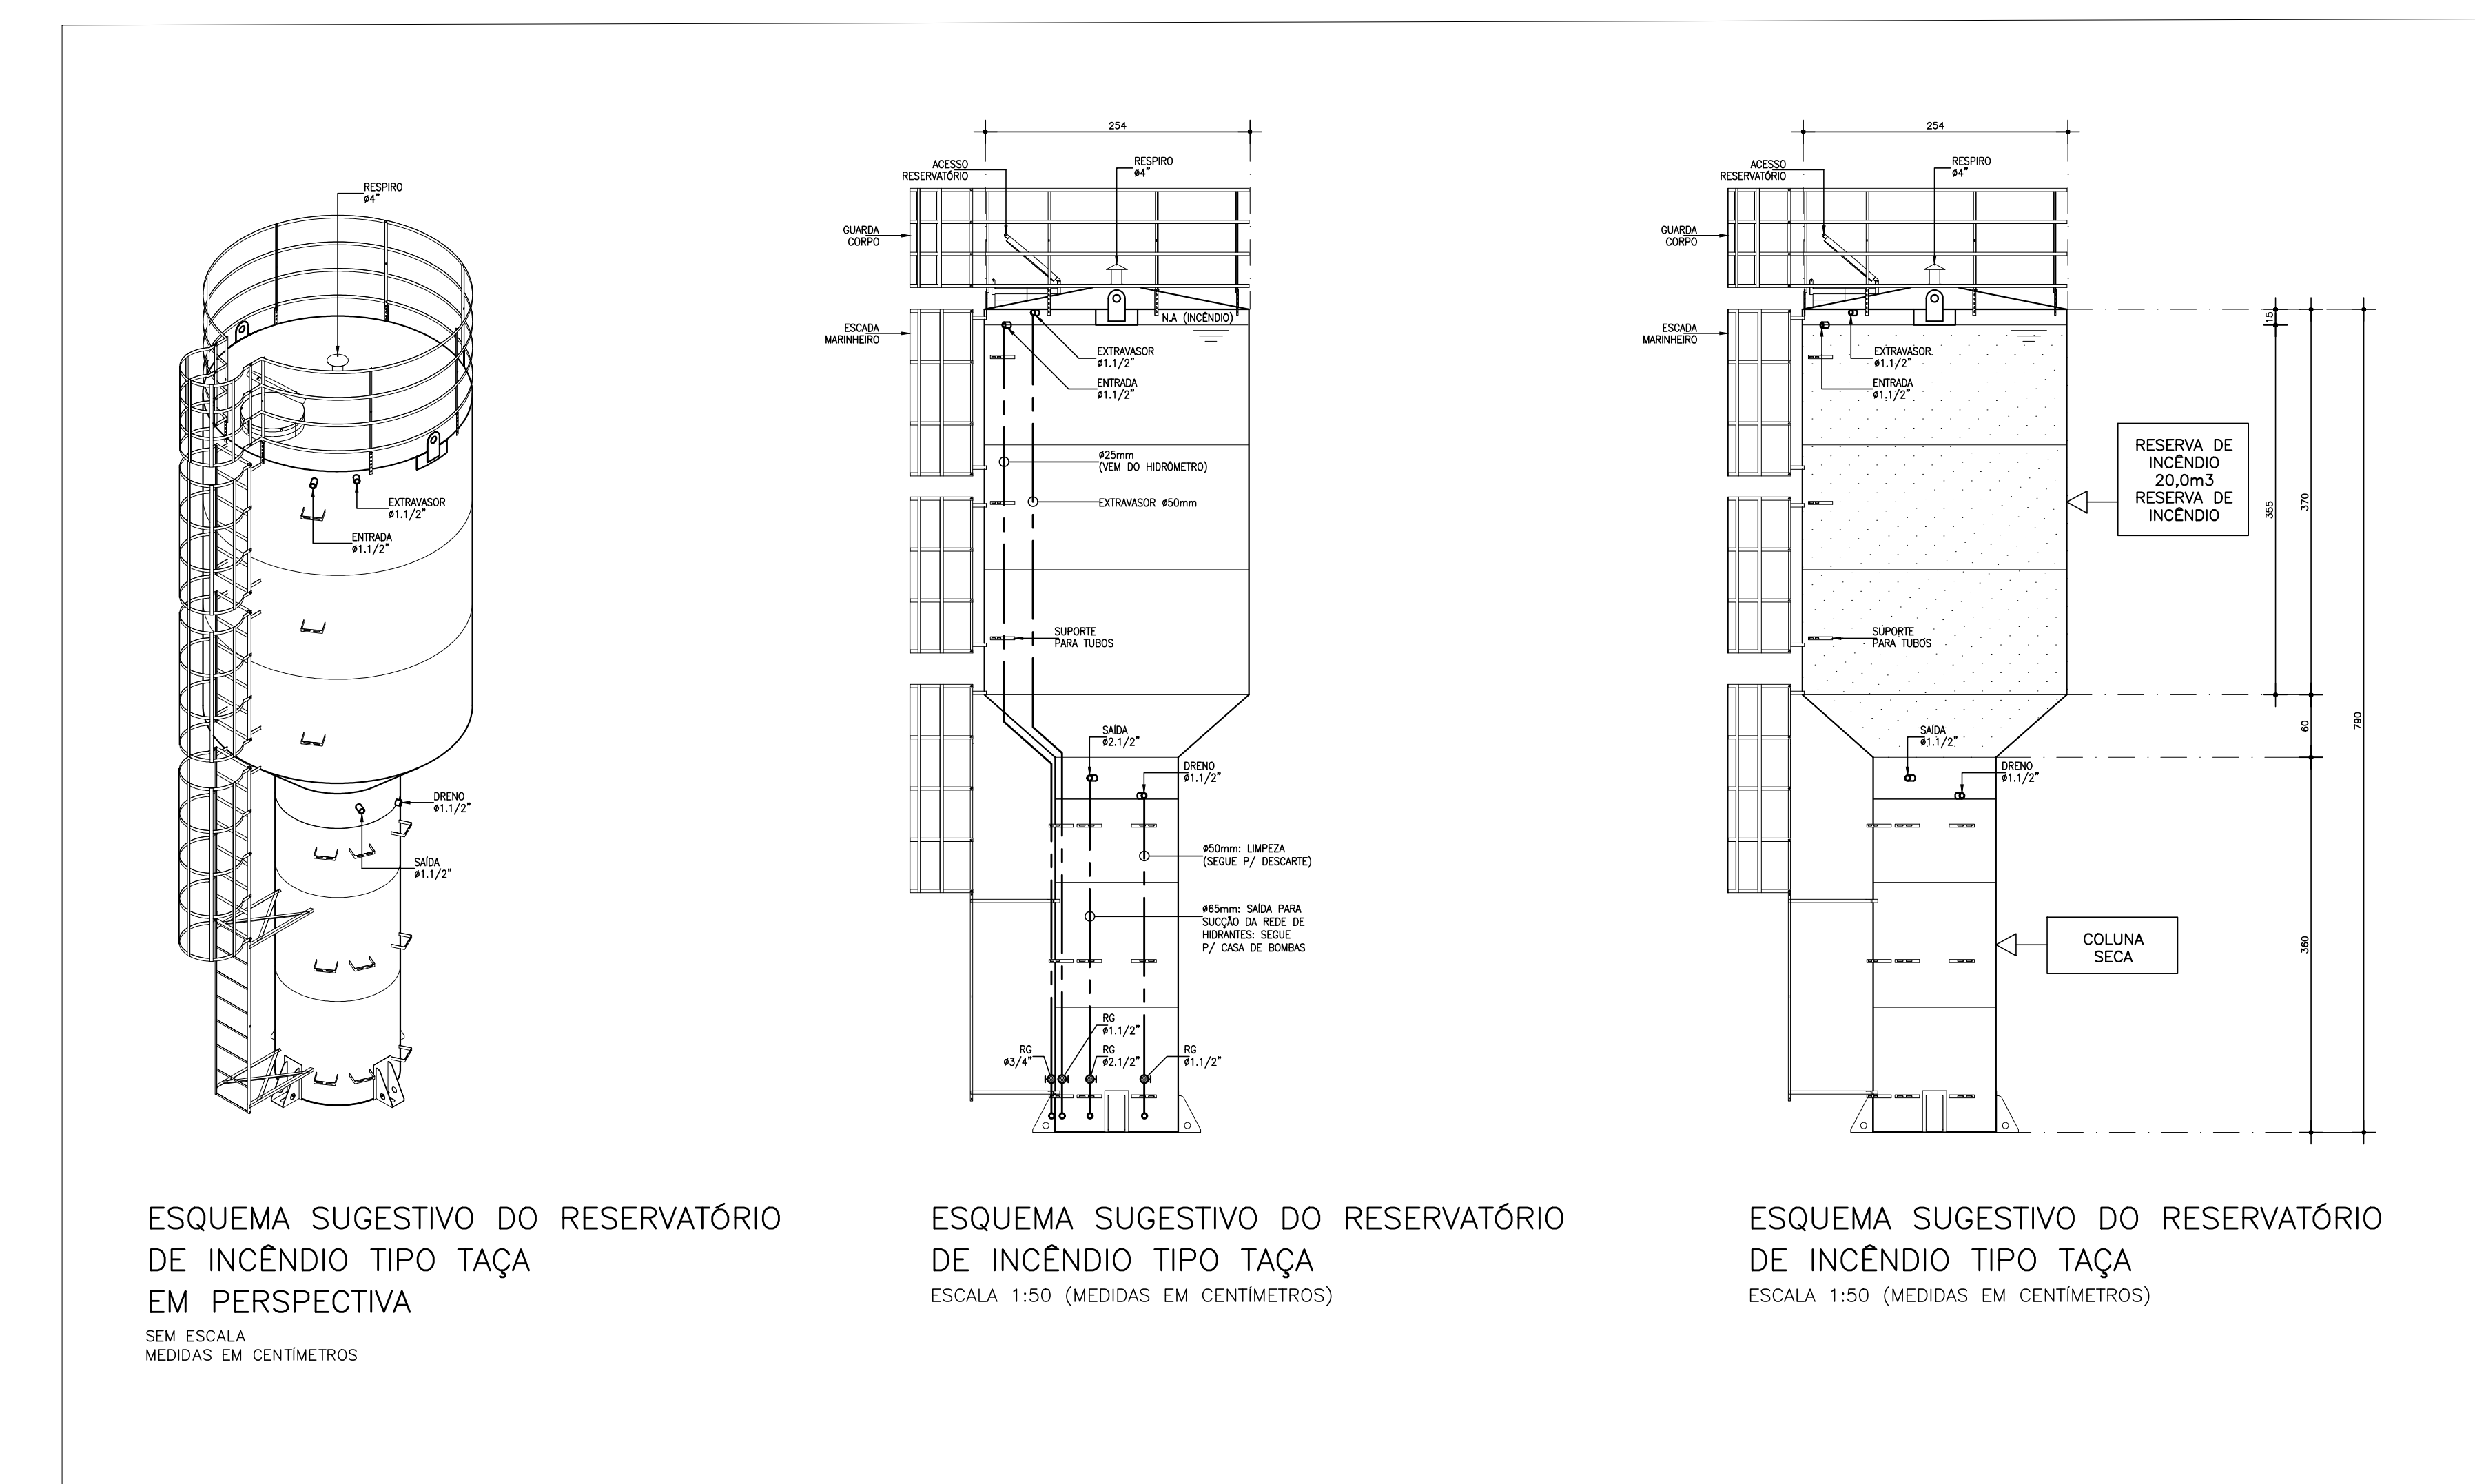 RESPIRO
ø4"
EXTRAVASOR
ø1.1/2"
ENTRADA
ø1.1/2"
DRENO
ø1.1/2"
SAÍDA
ø1.1/2"
ESQUEMA SUGESTIVO DO RESERVATÓRIO
DE INCÊNDIO TIPO TAÇA
EM PERSPECTIVA
SEM ESCALA
MEDIDAS EM CENTÍMETROS
254
ACESSO
RESERVATÓRIO
RESPIRO
ø4"
GUARDA
CORPO
N.A (INCÊNDIO)
ESCADA
MARINHEIRO
EXTRAVASOR
ø1.1/2"
ENTRADA
ø1.1/2"
ø25mm
(VEM DO HIDRÔMETRO)
EXTRAVASOR ø50mm
SUPORTE
PARA TUBOS
SAÍDA
ø2.1/2"
DRENO
ø1.1/2"
ø50mm: LIMPEZA
(SEGUE P/ DESCARTE)
ø65mm: SAÍDA PARA
SUCÇÃO DA REDE DE
HIDRANTES: SEGUE
P/ CASA DE BOMBAS
RG
ø1.1/2"
RG
ø3/4"
RG
ø2.1/2"
RG
ø1.1/2"
ESQUEMA SUGESTIVO DO RESERVATÓRIO
DE INCÊNDIO TIPO TAÇA
ESCALA 1:50 (MEDIDAS EM CENTÍMETROS)
254
ACESSO
RESERVATÓRIO
RESPIRO
ø4"
GUARDA
CORPO
ESCADA
MARINHEIRO
EXTRAVASOR
ø1.1/2"
ENTRADA
ø1.1/2"
SUPORTE
PARA TUBOS
SAÍDA
ø1.1/2"
DRENO
ø1.1/2"
RESERVA DE
INCÊNDIO
20,0m3
RESERVA DE
INCÊNDIO
COLUNA
SECA
15
355
370
60
360
790
ESQUEMA SUGESTIVO DO RESERVATÓRIO
DE INCÊNDIO TIPO TAÇA
ESCALA 1:50 (MEDIDAS EM CENTÍMETROS)